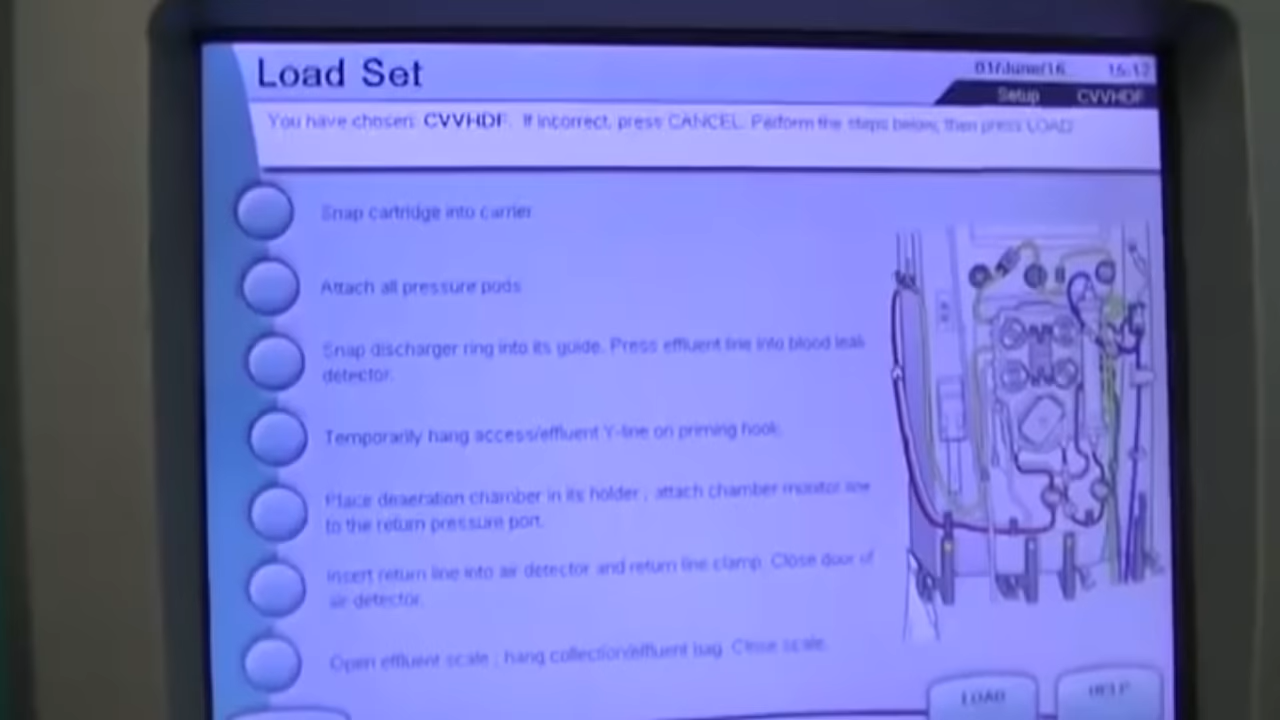 Load Set
01/June/16 15:17
Setup CVVHDF
You have chosen: CVVHDF. If incorrect, press CANCEL. Perform the steps below, then press LOAD.
Snap cartridge into carrier.
Attach all pressure pods.
Snap discharger ring into its guide. Press effluent line into blood leak
detector.
Temporarily hang access/effluent Y-line on priming hook.
Place deaeration chamber in its holder ; attach chamber monitor line
to the return pressure port.
Insert return line into air detector and return line clamp. Close door of
air detector.
Open effluent scale ; hang collection/effluent bag. Close scale.
LOAD HELP